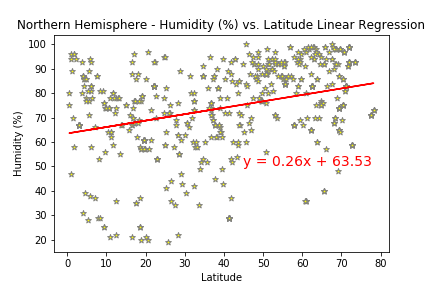 Northern Hemisphere - Humidity (%) vs. Latitude Linear Regression
100
90
80
70
60
50
40
30
20
Humidity (%)
y = 0.26x + 63.53
0 10 20 30 40 50 60 70 80
Latitude